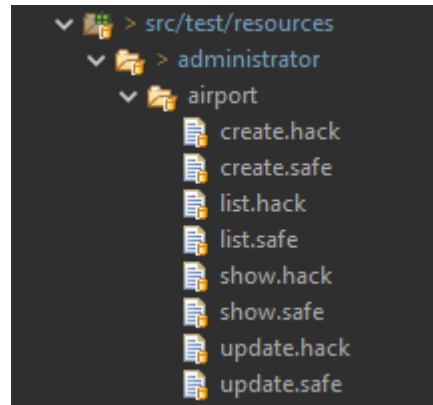 > src/test/resources
> administrator
airport
create.hack
create.safe
list.hack
list.safe
show.hack
show.safe
update.hack
update.safe